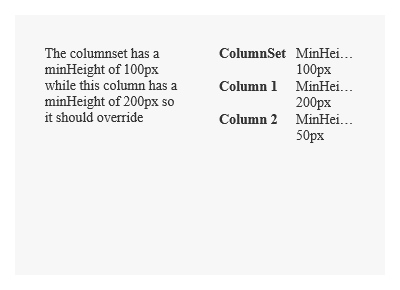 The columnset has a
minHeight of 100px
while this column has a
minHeight of 200px so
it should override
ColumnSet MinHei…
100px
Column 1 MinHei…
200px
Column 2 MinHei…
50px